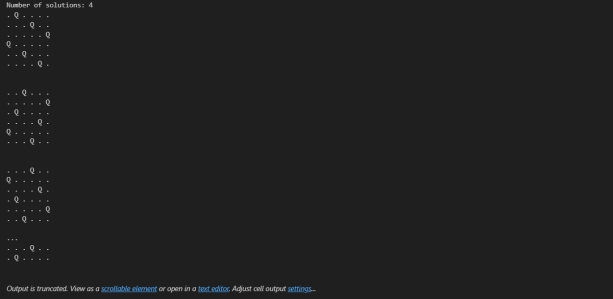 Number of solutions: 4
. Q . . . .
. . . Q . .
. . . . . Q
Q . . . . .
. . Q . . .
. . . . Q .
. . Q . . .
. . . . . Q
. Q . . . .
. . . . Q .
Q . . . . .
. . . Q . .
. . . Q . .
Q . . . . .
. . . . Q .
. Q . . . .
. . . . . Q
. . Q . . .
...
. . . Q . .
. Q . . . .
Output is truncated. View as a scrollable element or open in a text editor. Adjust cell output settings...